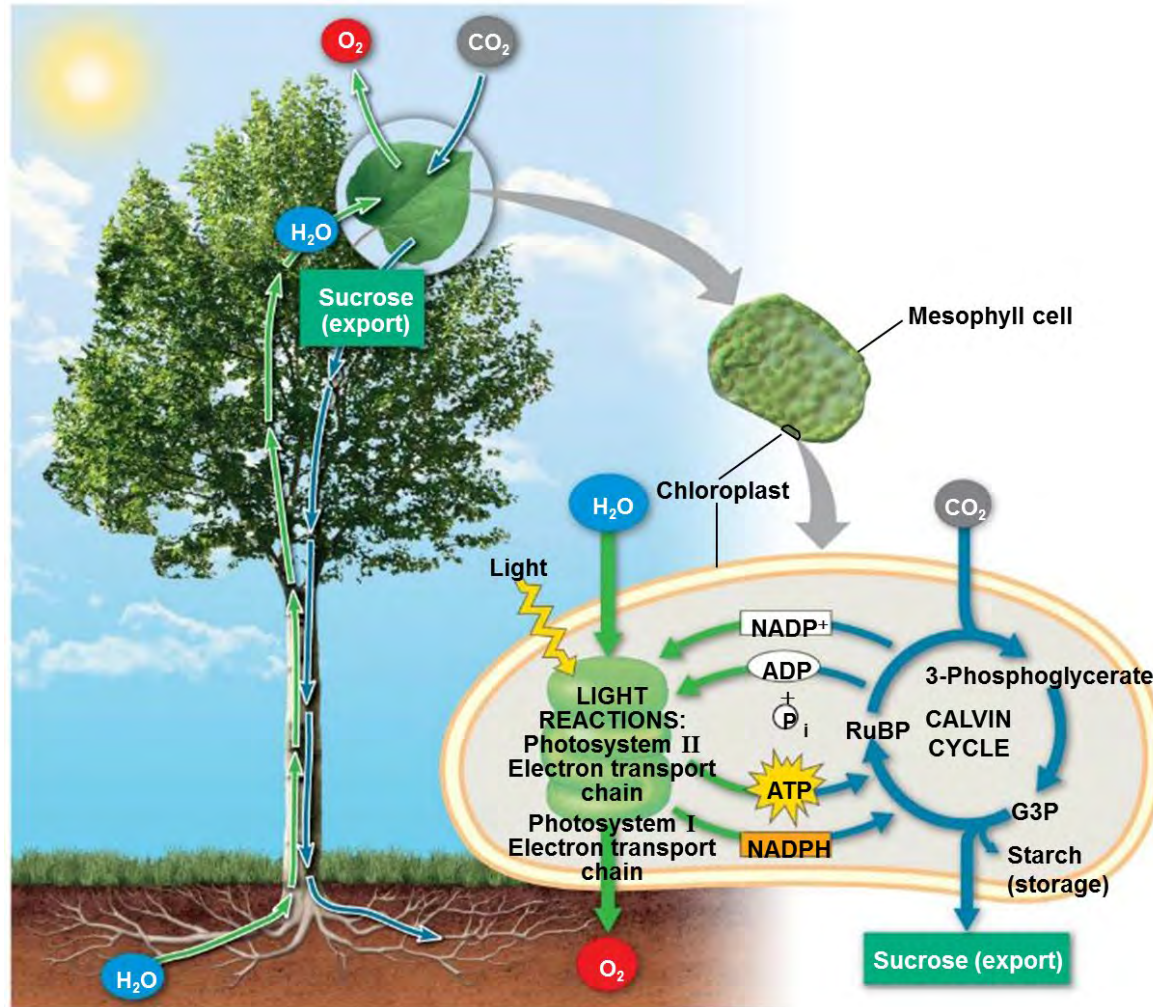 O₂
CO₂
H₂O
Sucrose
(export)
Mesophyll cell
Chloroplast
H₂O
CO₂
Light
NADP⁺
ADP
+
P i
LIGHT
REACTIONS:
Photosystem II
Electron transport
chain
Photosystem I
Electron transport
chain
ATP
NADPH
RuBP
3-Phosphoglycerate
CALVIN
CYCLE
G3P
Starch
(storage)
H₂O
O₂
Sucrose (export)